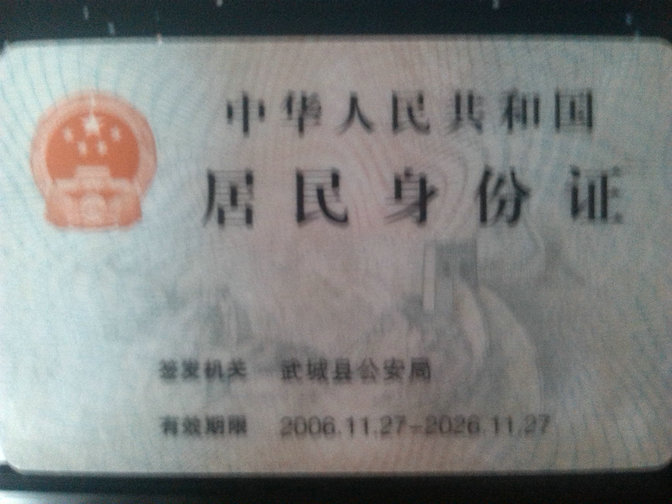 中华人民共和国
居民身份证
签发机关 武城县公安局
有效期限 2006.11.27-2026.11.27